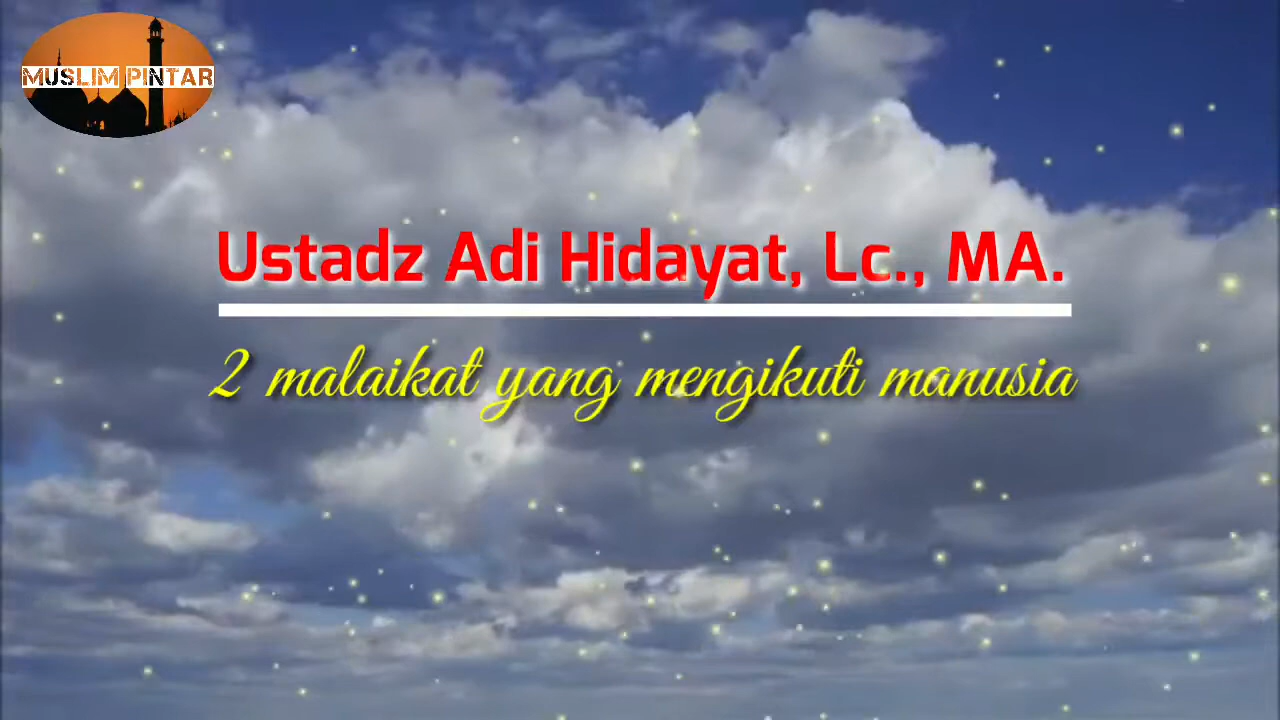 MUSLIM PINTAR
Ustadz Adi Hidayat, Lc., MA.
2 malaikat yang mengikuti manusia